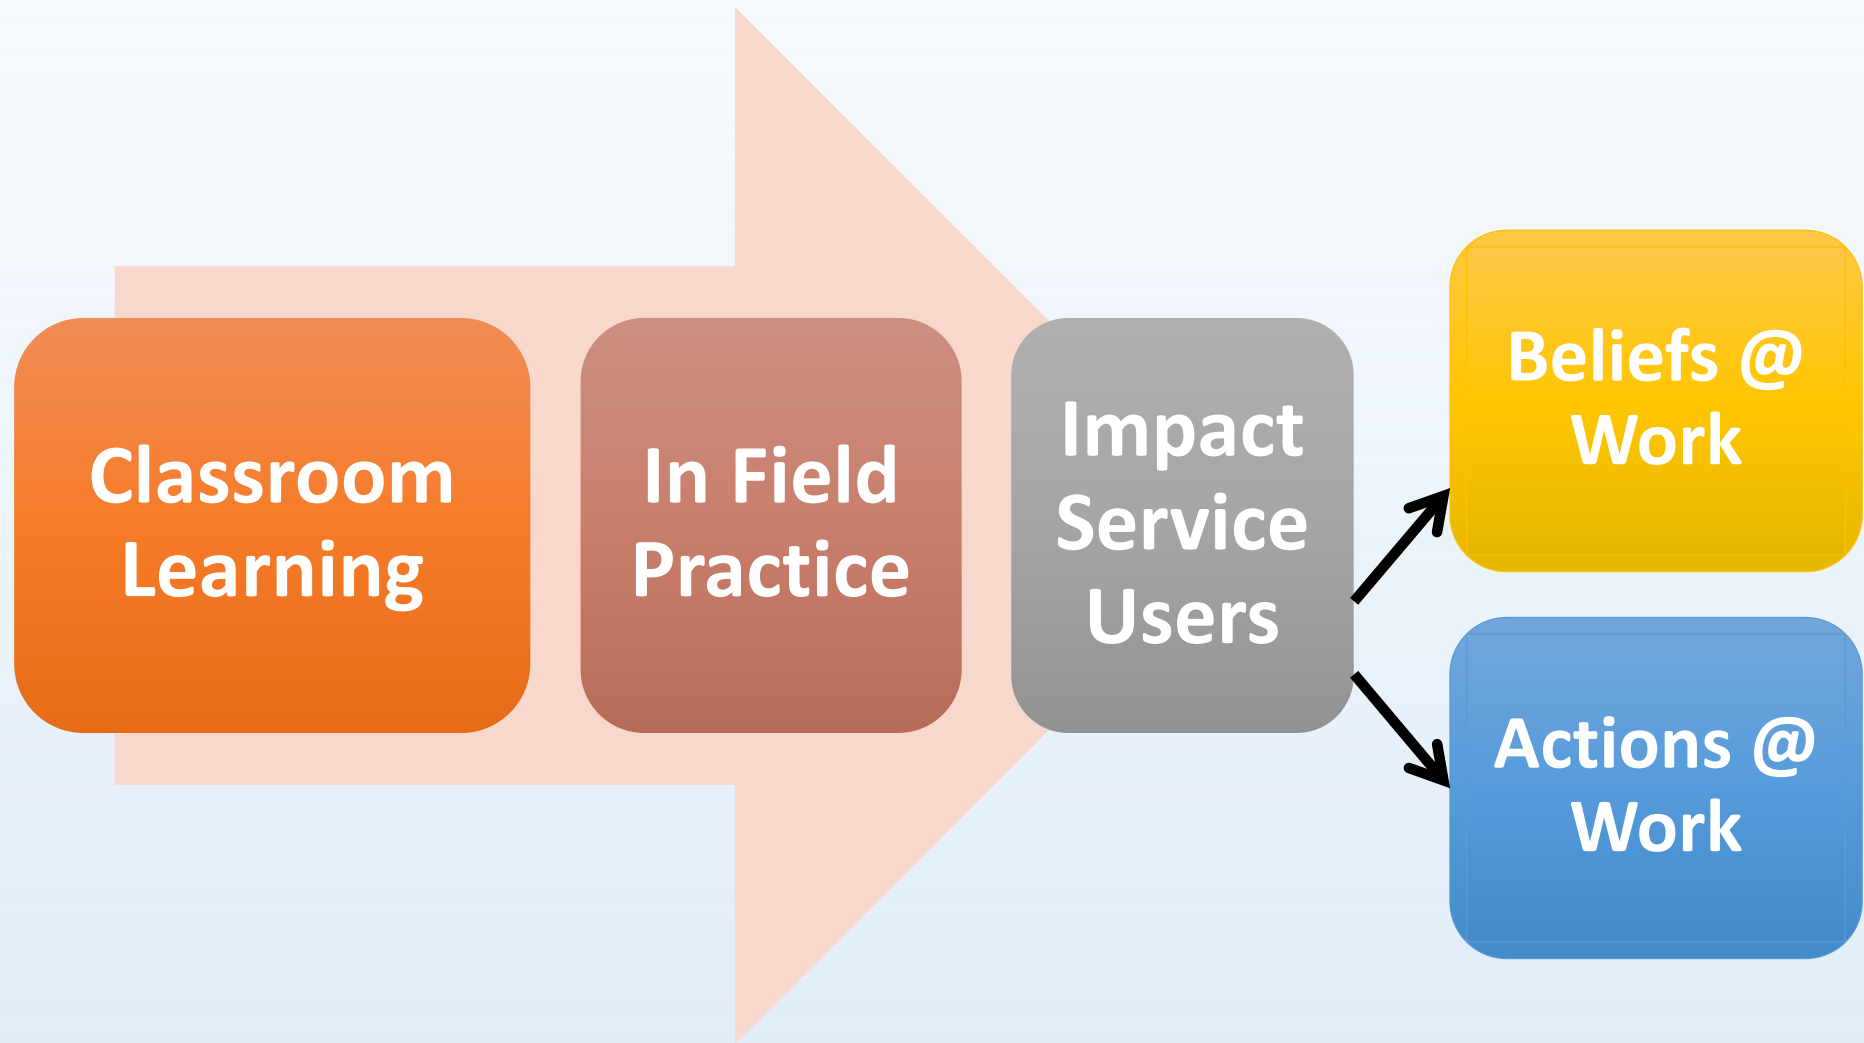 Classroom
Learning
In Field
Practice
Impact
Service
Users
Beliefs @
Work
Actions @
Work